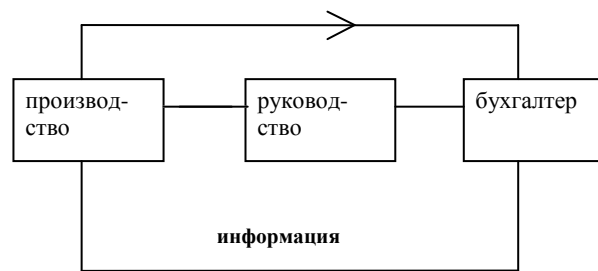 производ-
ство
руковод-
ство
бухгалтер
информация